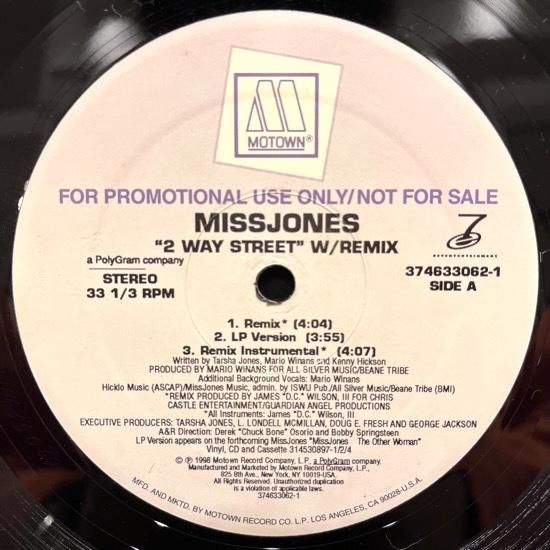 MOTOWN®
FOR PROMOTIONAL USE ONLY/NOT FOR SALE
MISSJONES
"2 WAY STREET" W/REMIX
7
ENTERTAINMENT
a PolyGram company
STEREO
33 1/3 RPM
374633062-1
SIDE A
1. Remix* (4:04)
2. LP Version (3:55)
3. Remix Instrumental* (4:07)
Written by Tarsha Jones, Mario Winans and Kenny Hickson
PRODUCED BY MARIO WINANS FOR ALL SILVER MUSIC/BEANE TRIBE
Additional Background Vocals: Mario Winans
Hicklo Music (ASCAP)/MissJones Music, admin. by ISWU Pub./All Silver Music/Beane Tribe (BMI)
*REMIX PRODUCED BY JAMES "D.C." WILSON, III FOR CHRIS
CASTLE ENTERTAINMENT/GUARDIAN ANGEL PRODUCTIONS
*All Instruments: James "D.C." Wilson, III
EXECUTIVE PRODUCERS: TARSHA JONES, L. LONDELL MCMILLAN, DOUG E. FRESH AND GEORGE JACKSON
A&R Direction: Derek "Chuck Bone" Osorio and Bobby Springsteen
LP Version appears on the forthcoming MissJones "MissJones The Other Woman"
Vinyl, CD and Cassette 314530897-1/2/4
© ℗ 1998 Motown Record Company, L.P., a PolyGram company.
Manufactured and Marketed by Motown Record Company, L.P.,
825 8th Ave., New York, NY 10019-USA.
All Rights Reserved. Unauthorized duplication
is a violation of applicable laws.
374633062-1
MFD. AND MKTD. BY MOTOWN RECORD CO. L.P. LOS ANGELES, CA 90028-U.S.A.